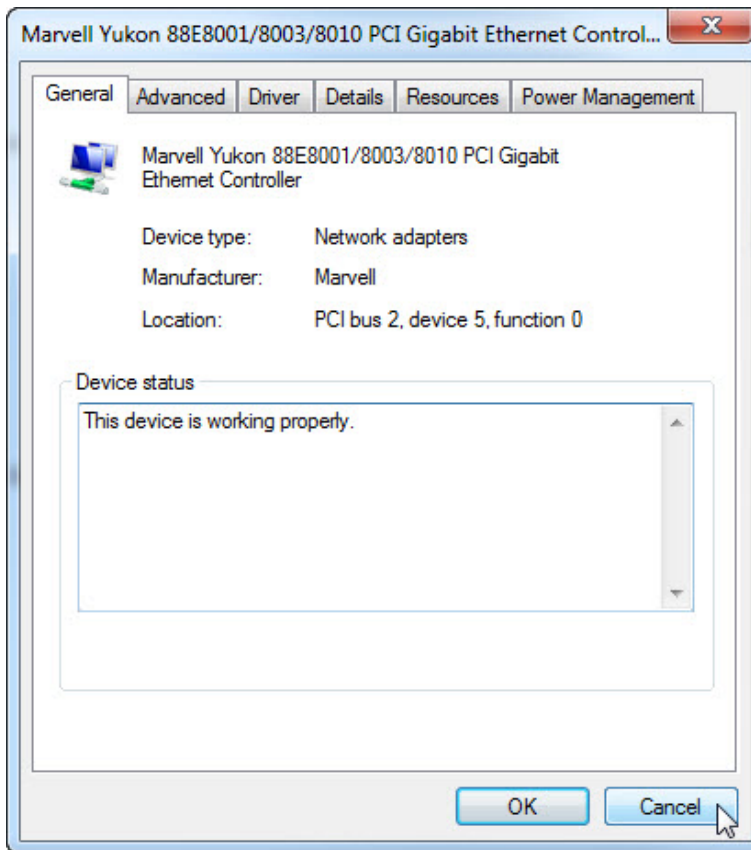 Marvell Yukon 88E8001/8003/8010 PCI Gigabit Ethernet Control...
General Advanced Driver Details Resources Power Management
Marvell Yukon 88E8001/8003/8010 PCI Gigabit
Ethernet Controller
Device type: Network adapters
Manufacturer: Marvell
Location: PCI bus 2, device 5, function 0
Device status
This device is working properly.
OK Cancel